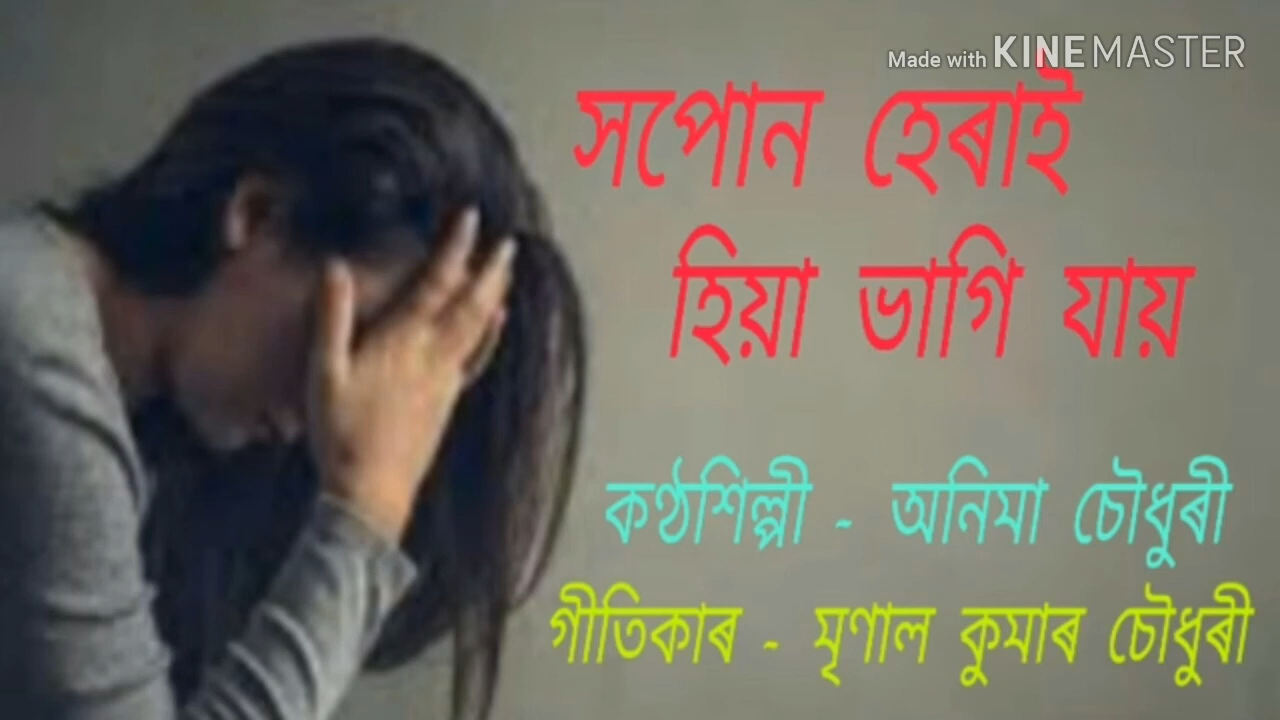 Made with KINEMASTER
সপোন হেৰাই
হিয়া ভাগি যায়
কণ্ঠশিল্পী - অনিমা চৌধুৰী
গীতিকাৰ - মৃণাল কুমাৰ চৌধুৰী